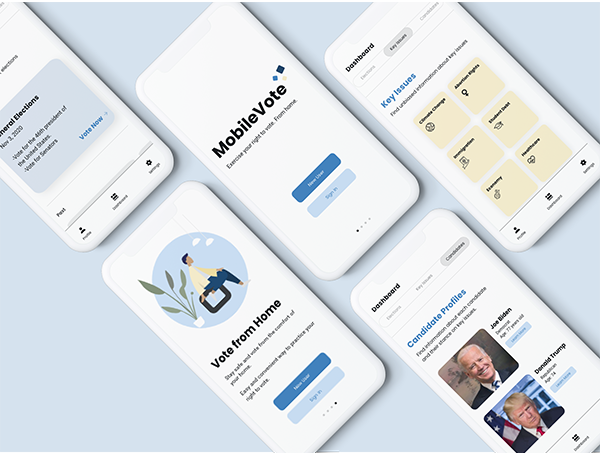 elections
General Elections
Nov 3, 2020
-Vote for the 46th president of
the United States.
-Vote for Senators
Vote Now
Past
Profile
Dashboard
Settings
MobileVote
Exercise your right to vote. From home.
New User
Sign In
Dashboard
Elections
Key Issues
Candidates
Key Issues
Find unbiased information about key issues
Climate Change
Abortion Rights
Immigration
Student Debt
Economy
Healthcare
Profile
Dashboard
Settings
Vote from Home
Stay safe and vote from the comfort of
your home.
Easy and convenient way to practice your
right to vote.
New User
Sign In
Dashboard
Elections
Key Issues
Candidates
Candidate Profiles
Find information about each candidate
and their stance on key issues.
Joe Biden
Democrat
Age: 77 years old
Donald Trump
Republican
Age: 74
Dashboard
Settings